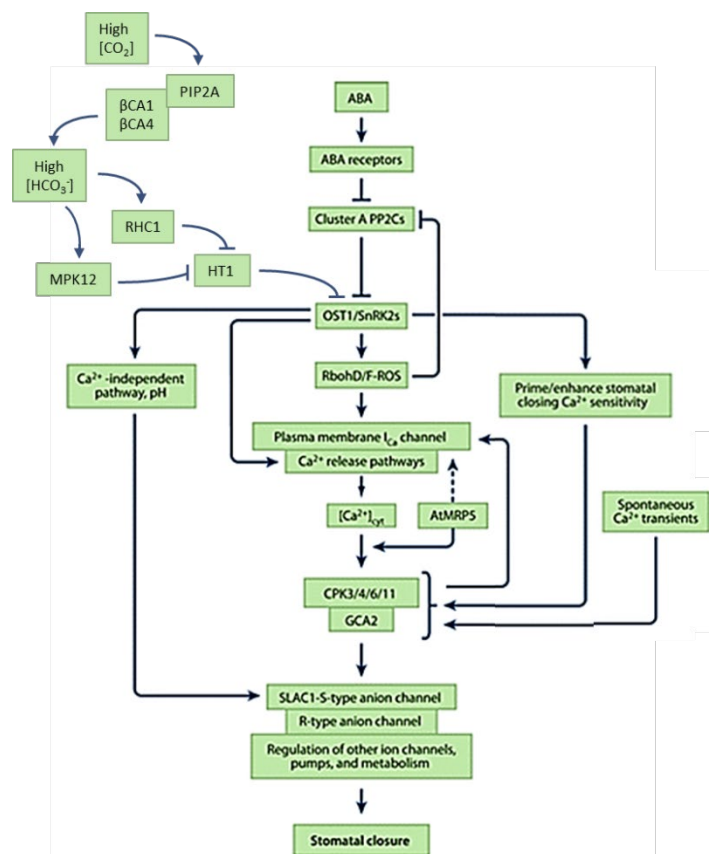 High
[CO₂]
PIP2A
βCA1
βCA4
High
[HCO₃⁻]
RHC1
MPK12
HT1
ABA
ABA receptors
Cluster A PP2Cs
OST1/SnRK2s
RbohD/F-ROS
Ca²⁺ -independent
pathway, pH
Prime/enhance stomatal
closing Ca²⁺ sensitivity
Plasma membrane I_Ca channel
Ca²⁺ release pathways
[Ca²⁺]cyt
AtMRP5
Spontaneous
Ca²⁺ transients
CPK3/4/6/11
GCA2
SLAC1-S-type anion channel
R-type anion channel
Regulation of other ion channels,
pumps, and metabolism
Stomatal closure